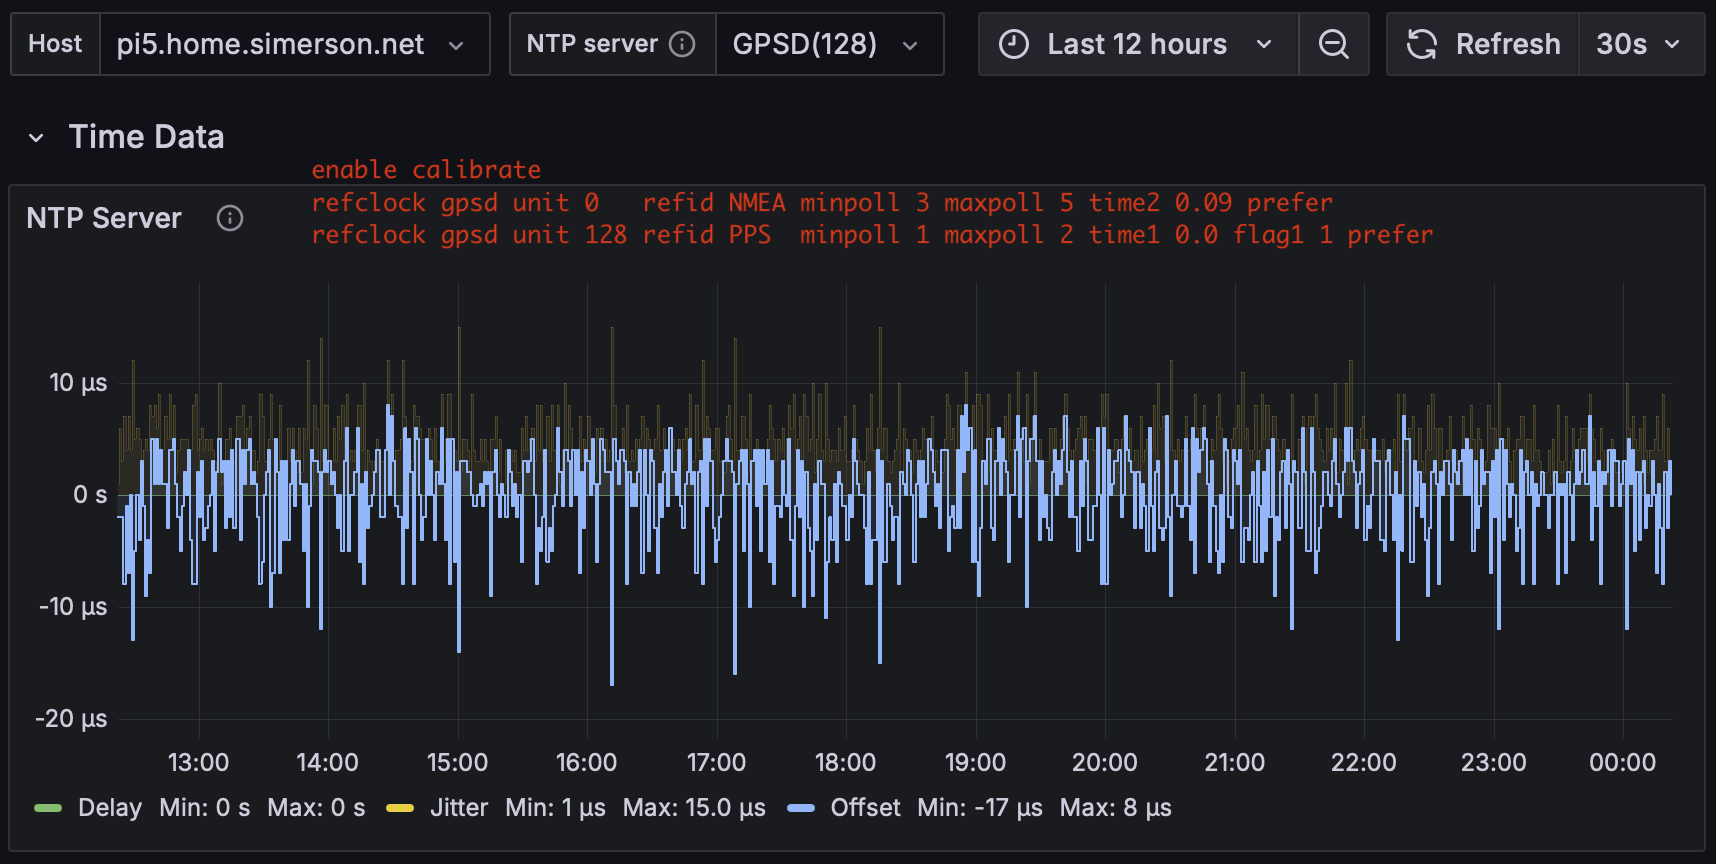 Host pi5.home.simerson.net NTP server GPSD(128) Last 12 hours Refresh 30s
Time Data
enable calibrate
refclock gpsd unit 0   refid NMEA minpoll 3 maxpoll 5 time2 0.09 prefer
NTP Server
refclock gpsd unit 128 refid PPS  minpoll 1 maxpoll 2 time1 0.0 flag1 1 prefer
10 µs
0 s
-10 µs
-20 µs
13:00 14:00 15:00 16:00 17:00 18:00 19:00 20:00 21:00 22:00 23:00 00:00
Delay Min: 0 s Max: 0 s Jitter Min: 1 µs Max: 15.0 µs Offset Min: -17 µs Max: 8 µs